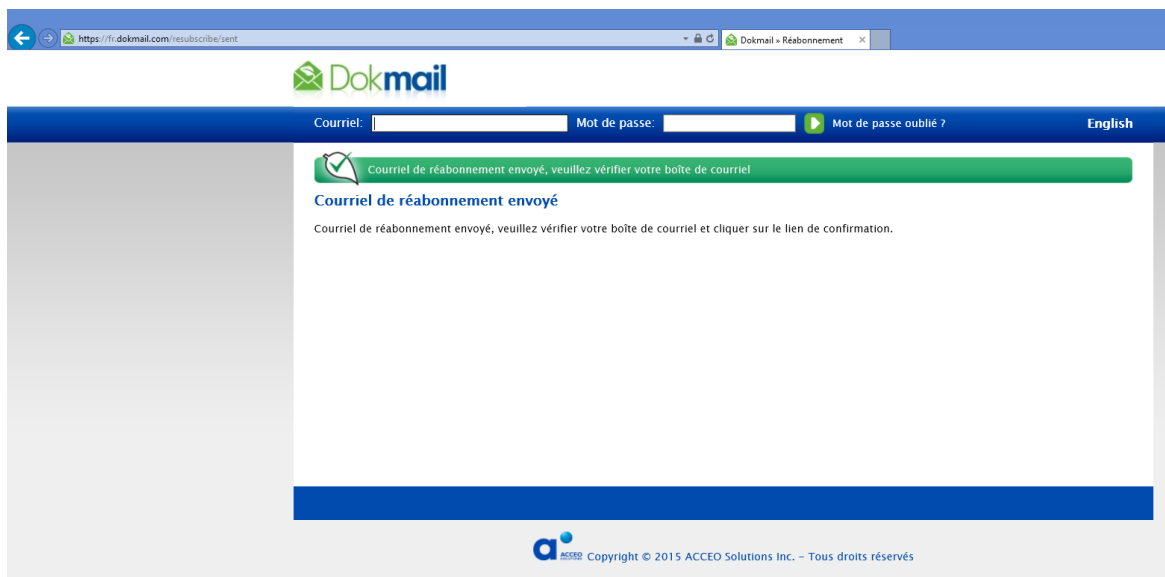 https://fr.dokmail.com/resubscribe/sent
Dokmail » Réabonnement
Dokmail
Courriel: Mot de passe: Mot de passe oublié ? English
Courriel de réabonnement envoyé, veuillez vérifier votre boîte de courriel
Courriel de réabonnement envoyé
Courriel de réabonnement envoyé, veuillez vérifier votre boîte de courriel et cliquer sur le lien de confirmation.
a ACCEO SOLUTIONS Copyright © 2015 ACCEO Solutions Inc. – Tous droits réservés